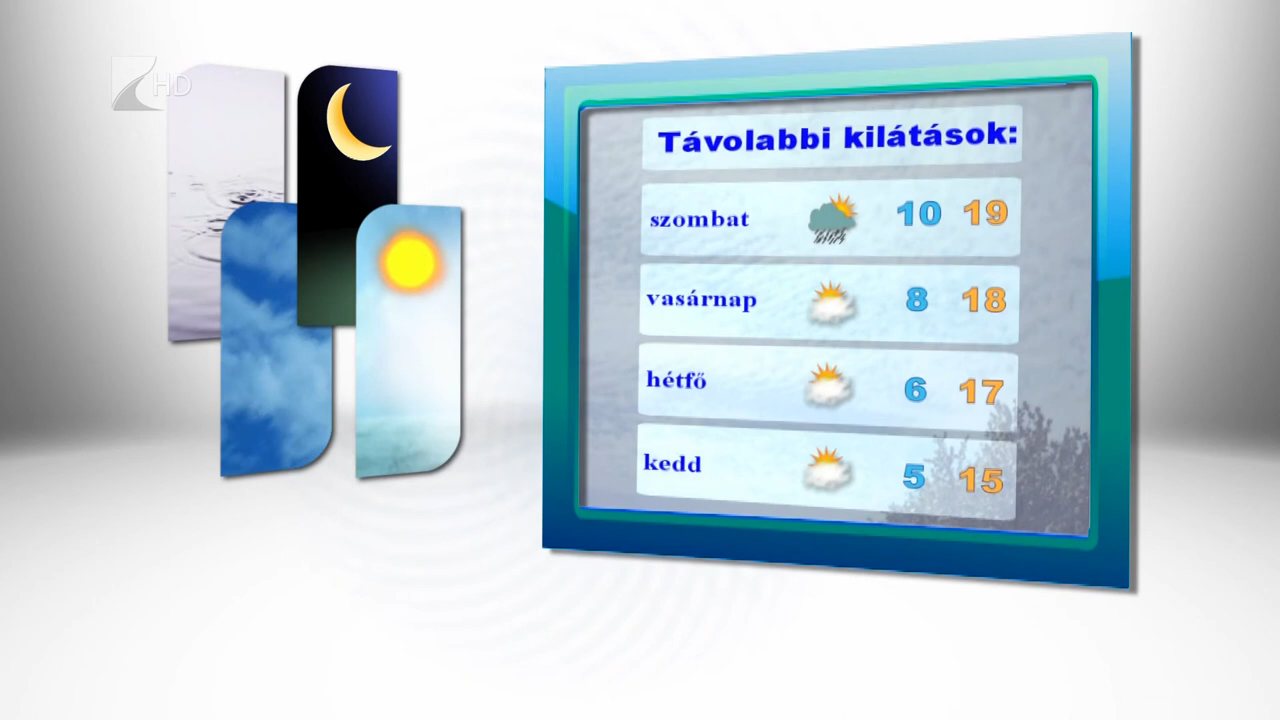 HD
Távolabbi kilátások:
szombat 10 19
vasárnap 8 18
hétfő 6 17
kedd 5 15